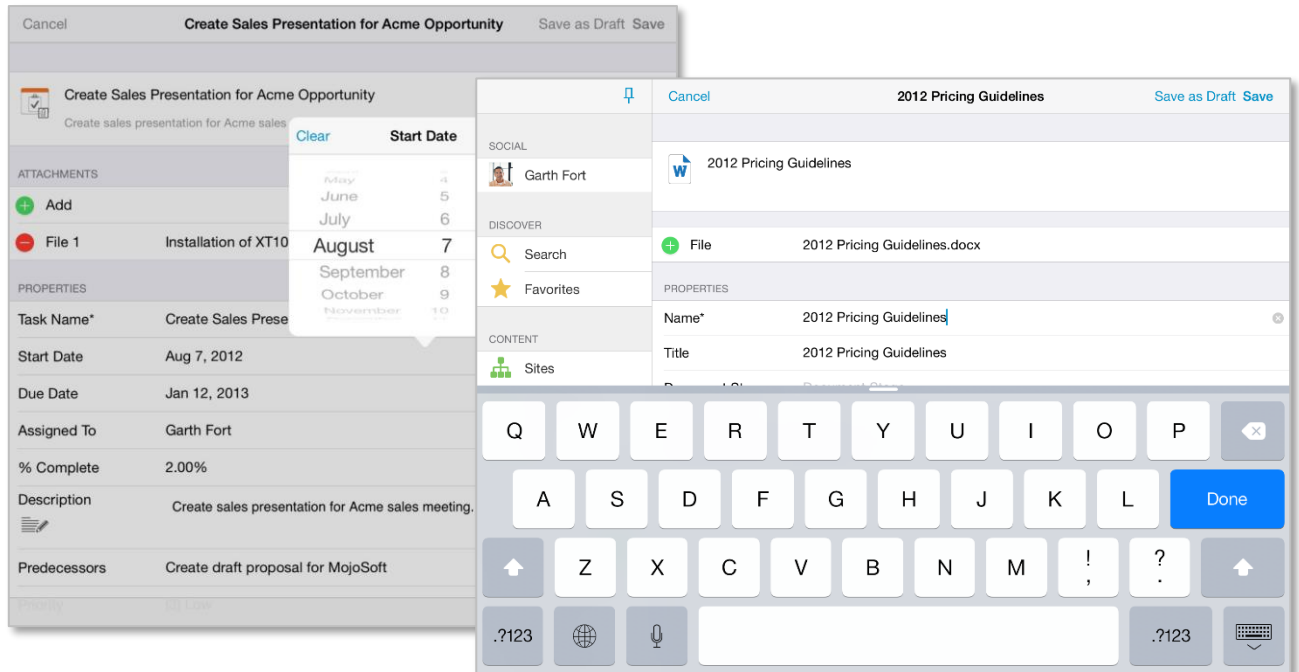 Cancel Create Sales Presentation for Acme Opportunity Save as Draft Save
Create Sales Presentation for Acme Opportunity
Create sales presentation for Acme sales
ATTACHMENTS
Add
File 1 Installation of XT10
PROPERTIES
Task Name* Create Sales Prese
Start Date Aug 7, 2012
Due Date Jan 12, 2013
Assigned To Garth Fort
% Complete 2.00%
Description Create sales presentation for Acme sales meeting.
Predecessors Create draft proposal for MojoSoft
Priority Low
Clear Start Date
May 4
June 5
July 6
August 7
September 8
October 9
November 10
11
Cancel 2012 Pricing Guidelines Save as Draft Save
SOCIAL
Garth Fort
DISCOVER
Search
Favorites
CONTENT
Sites
W 2012 Pricing Guidelines
File 2012 Pricing Guidelines.docx
PROPERTIES
Name* 2012 Pricing Guidelines
Title 2012 Pricing Guidelines
Q W E R T Y U I O P
A S D F G H J K L Done
Z X C V B N M ! , ? .
.?123 .?123